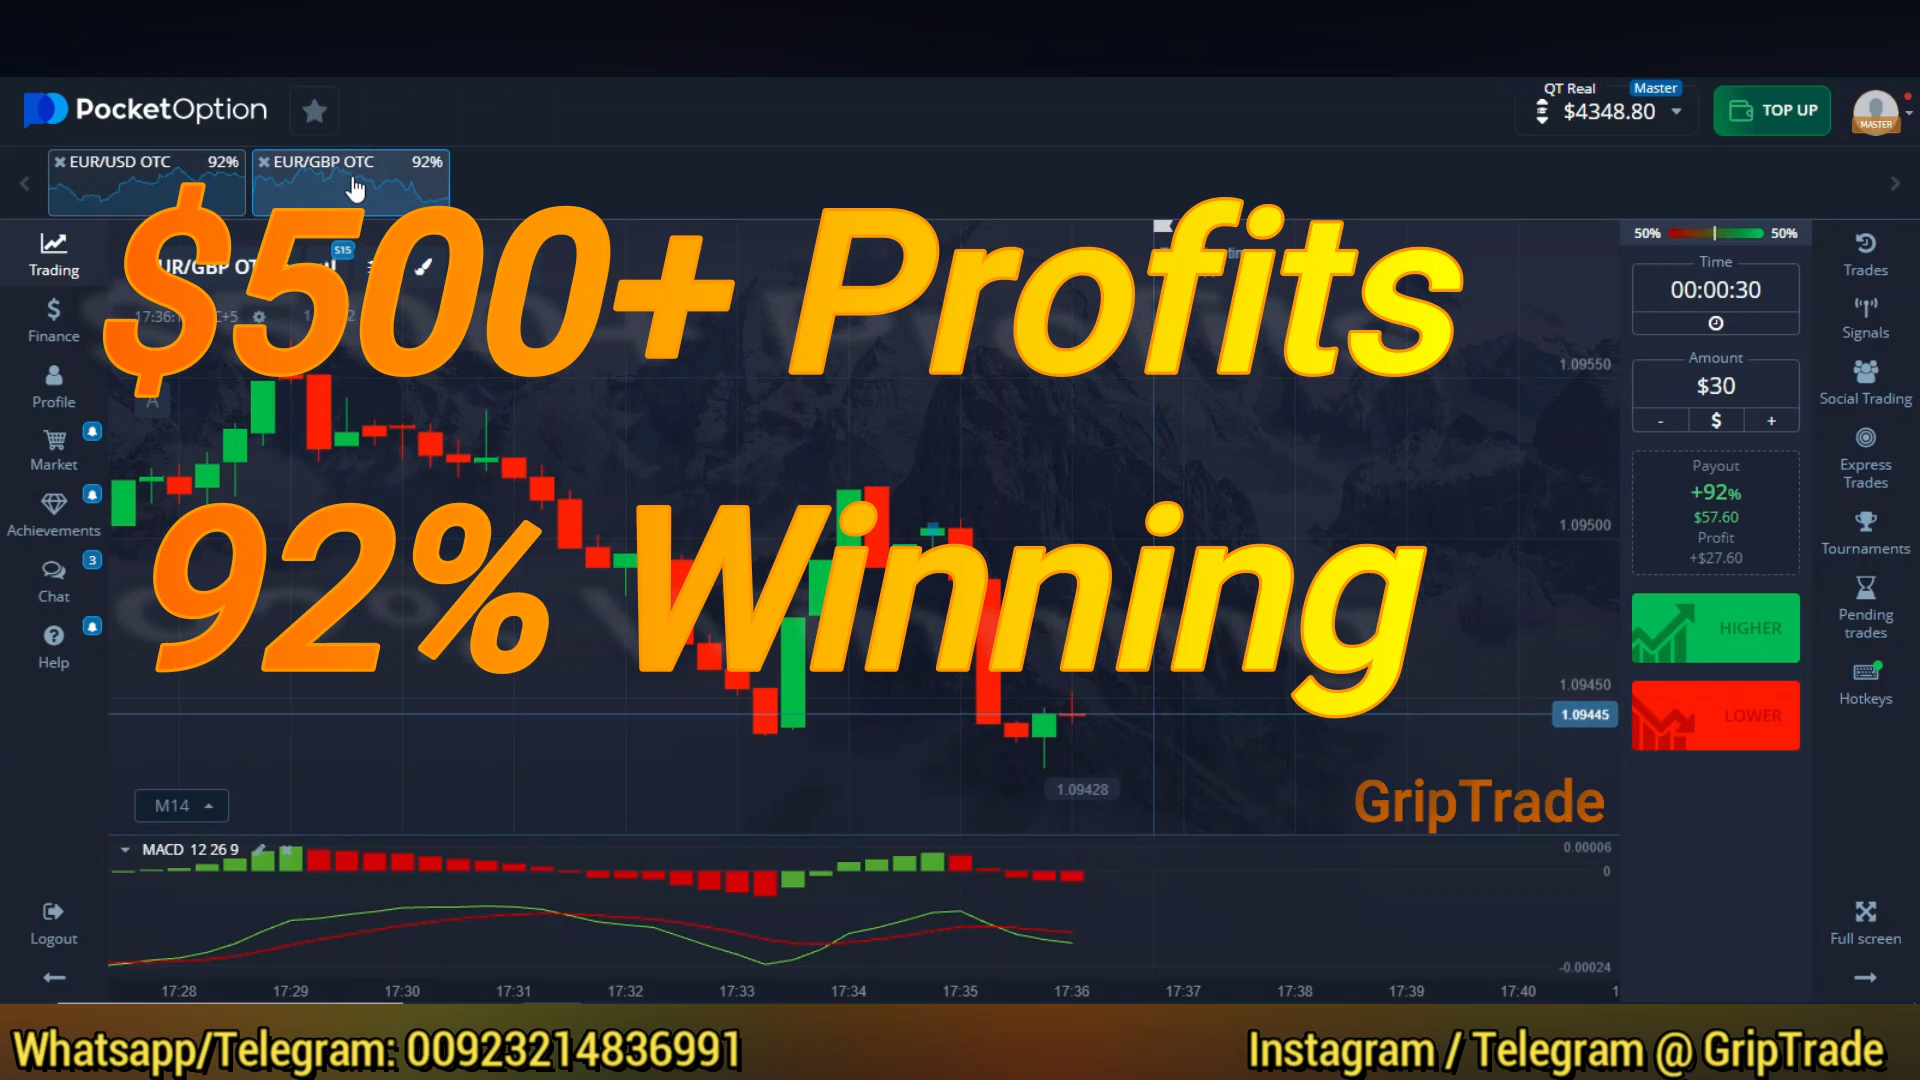 PocketOption
QT Real Master
$4348.80
TOP UP
MASTER
EUR/USD OTC 92%
EUR/GBP OTC 92%
$500+ Profits
92% Winning
S15
Trading
Finance
Profile
Market
Achievements
Chat
3
Help
Logout
A
1.09550
1.09500
1.09450
1.09445
1.09428
M14
GripTrade
MACD 12 26 9
0.00006
0
-0.00024
17:28 17:29 17:30 17:31 17:32 17:33 17:34 17:35 17:36 17:37 17:38 17:39 17:40
50% 50%
Time
00:00:30
Amount
$30
- $ +
Payout
+92%
$57.60
Profit
+$27.60
HIGHER
LOWER
Trades
Signals
Social Trading
Express
Trades
Tournaments
Pending
trades
Hotkeys
Full screen
Whatsapp/Telegram: 00923214836991
Instagram / Telegram @ GripTrade